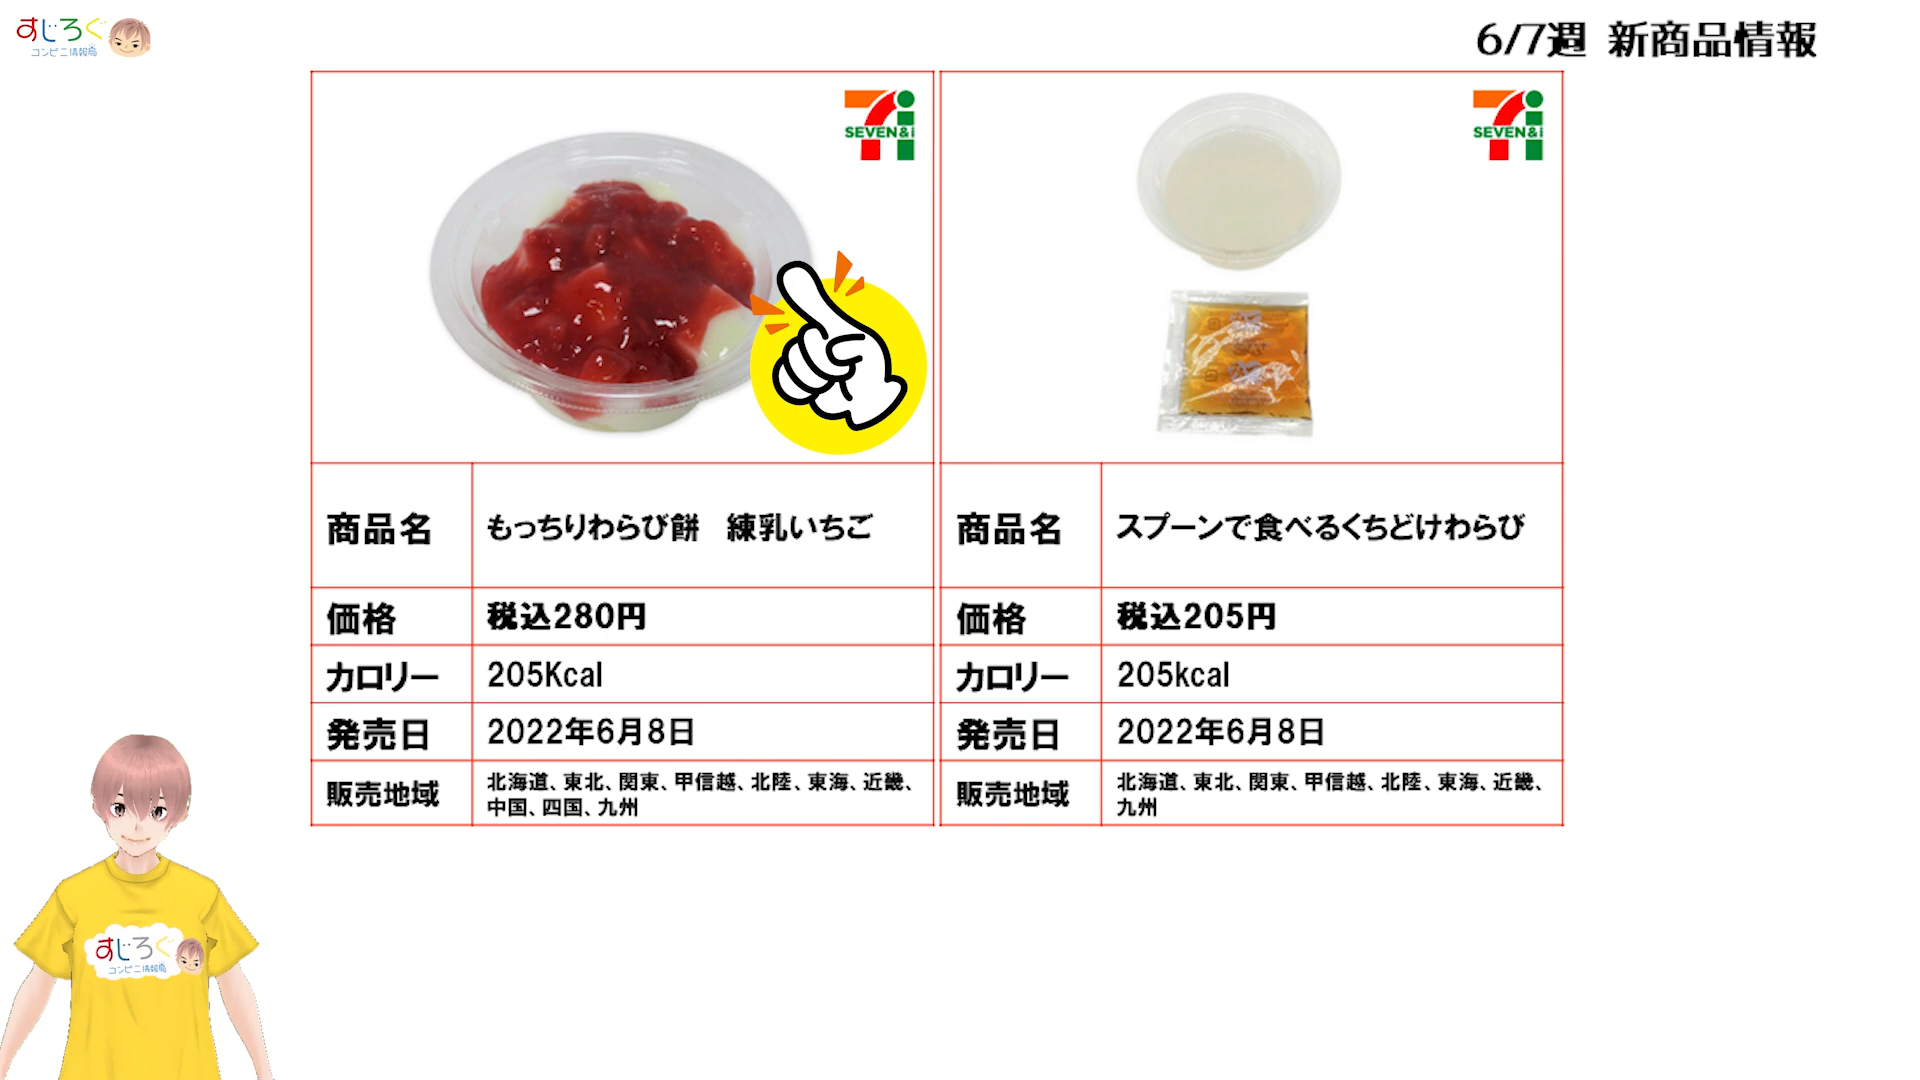 すじろぐ
コンビニ情報局
6/7週 新商品情報
SEVEN&i
商品名 もっちりわらび餅 練乳いちご
価格 税込280円
カロリー 205Kcal
発売日 2022年6月8日
販売地域 北海道、東北、関東、甲信越、北陸、東海、近畿、
中国、四国、九州
SEVEN&i
商品名 スプーンで食べるくちどけわらび
価格 税込205円
カロリー 205kcal
発売日 2022年6月8日
販売地域 北海道、東北、関東、甲信越、北陸、東海、近畿、
九州
すじろぐ
コンビニ情報局